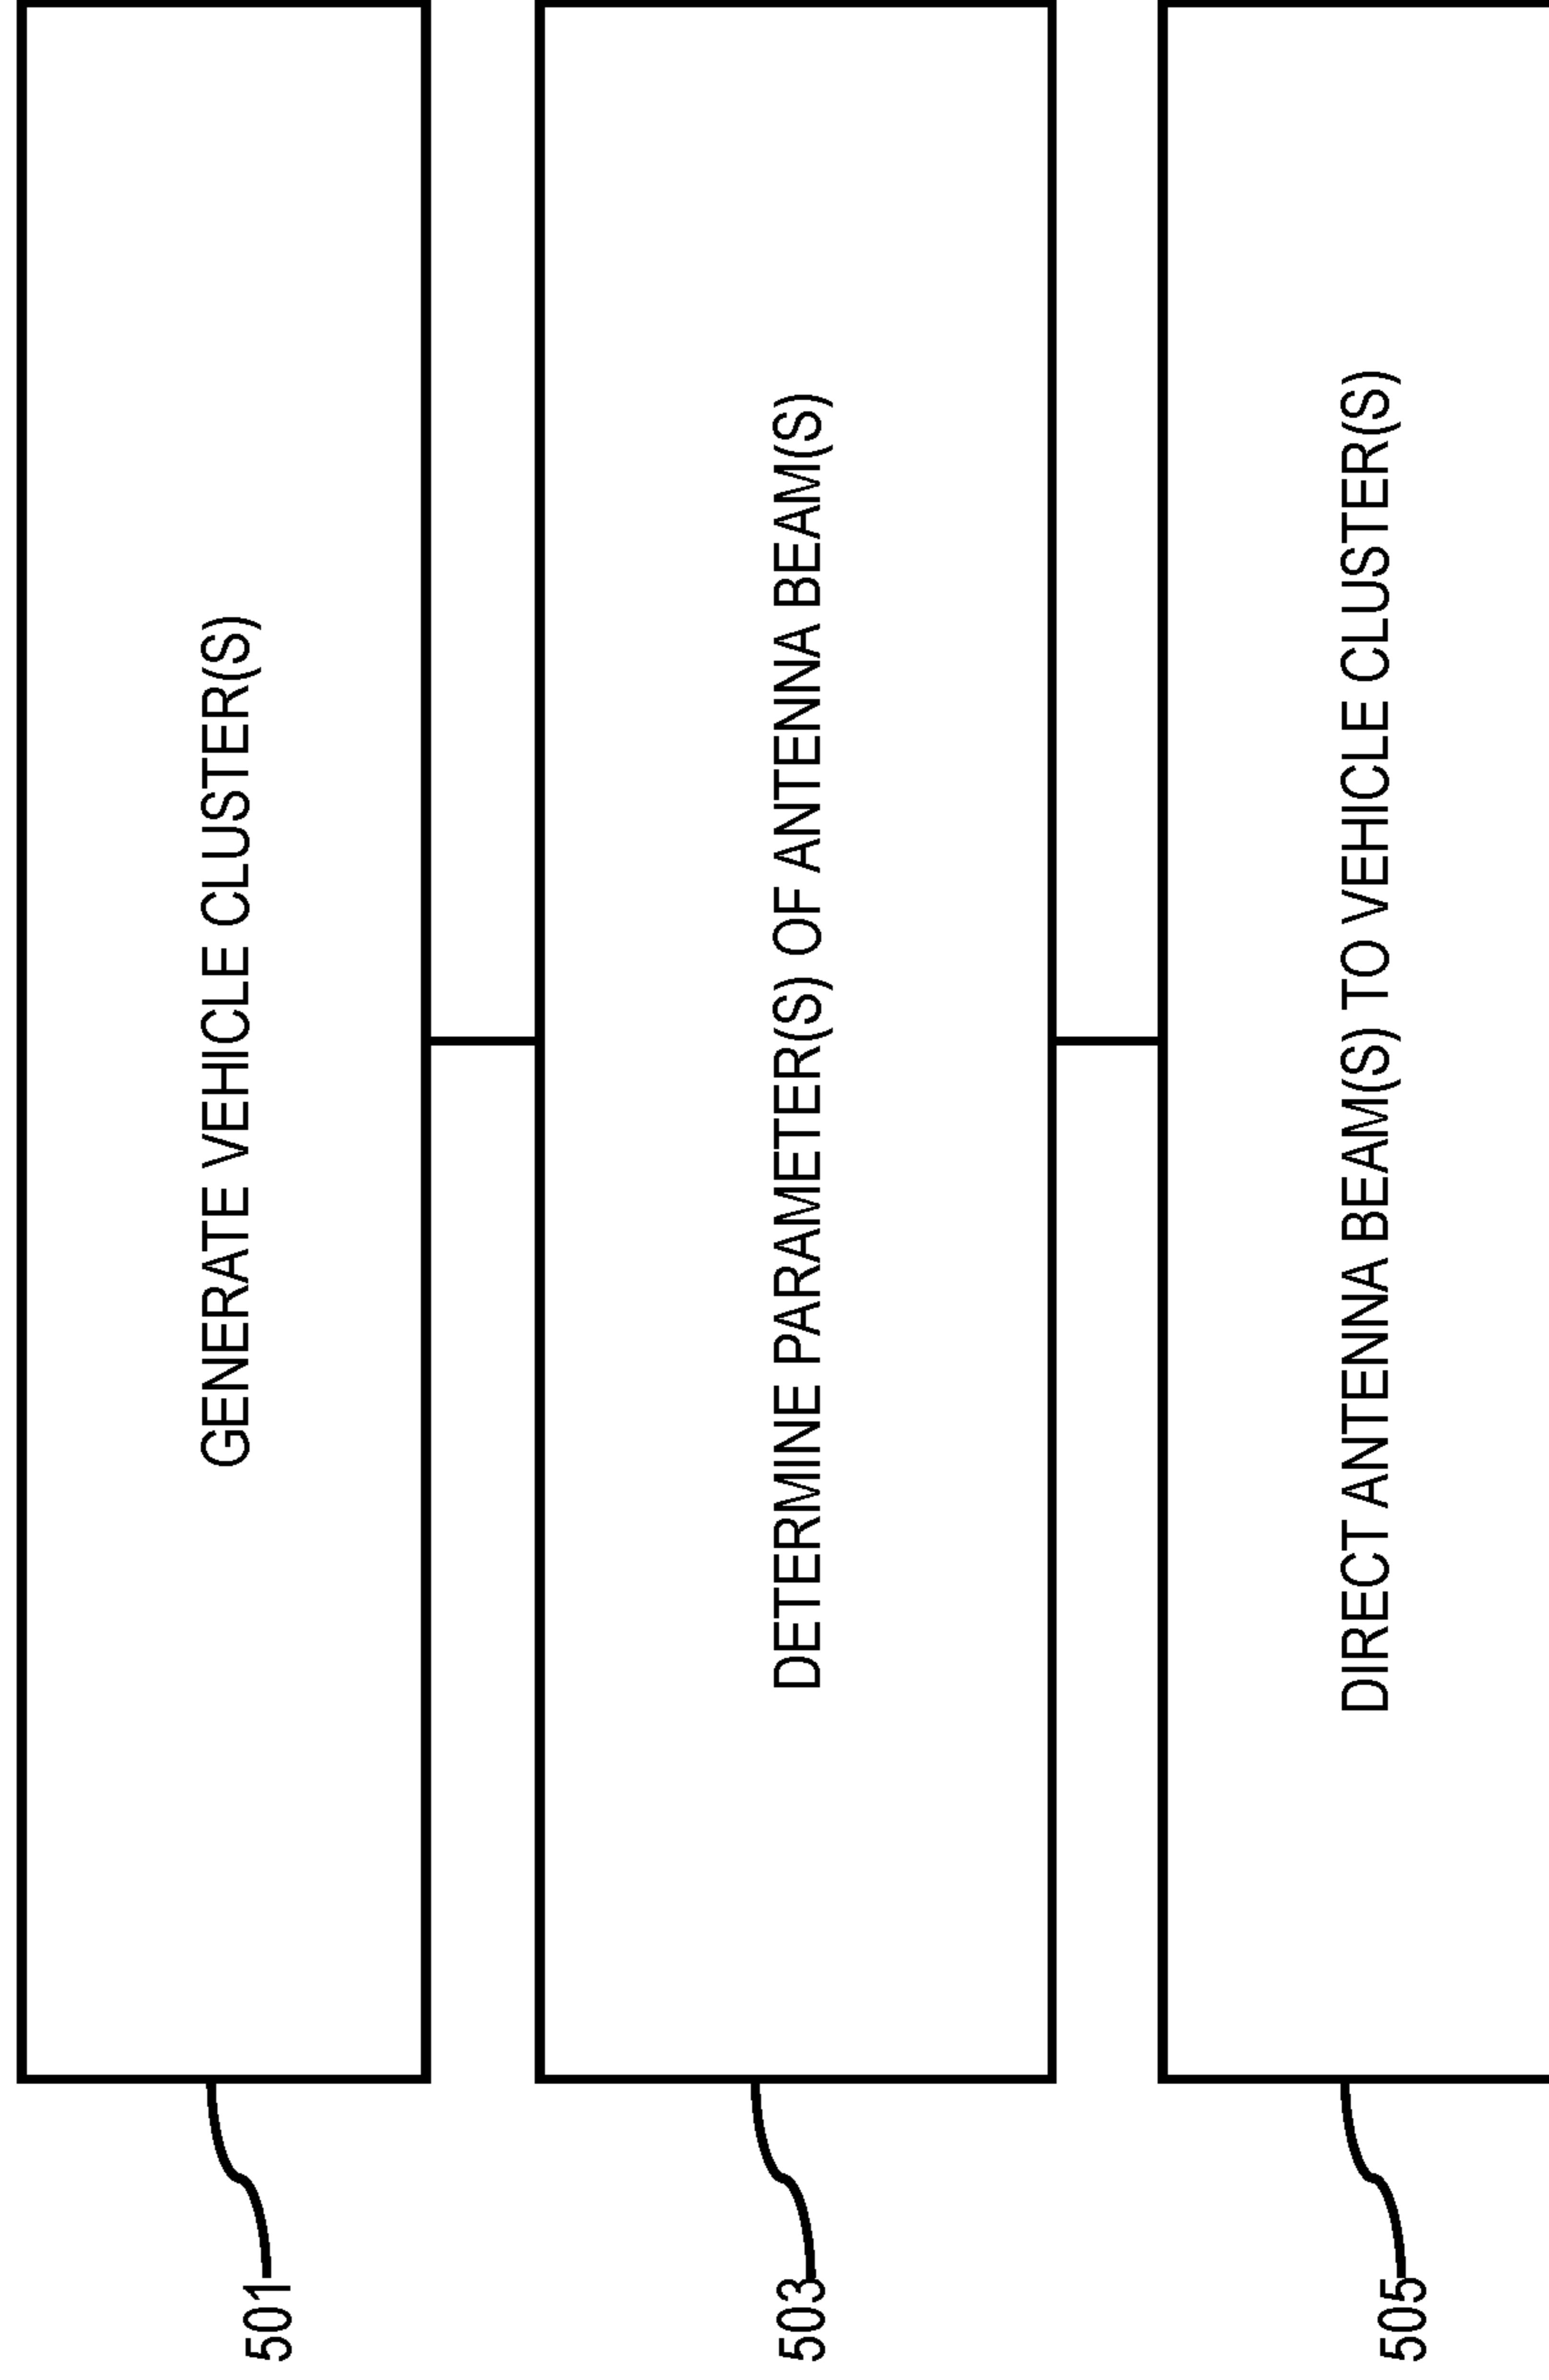 501
GENERATE VEHICLE CLUSTER(S)
503
DETERMINE PARAMETER(S) OF ANTENNA BEAM(S)
505
DIRECT ANTENNA BEAM(S) TO VEHICLE CLUSTER(S)